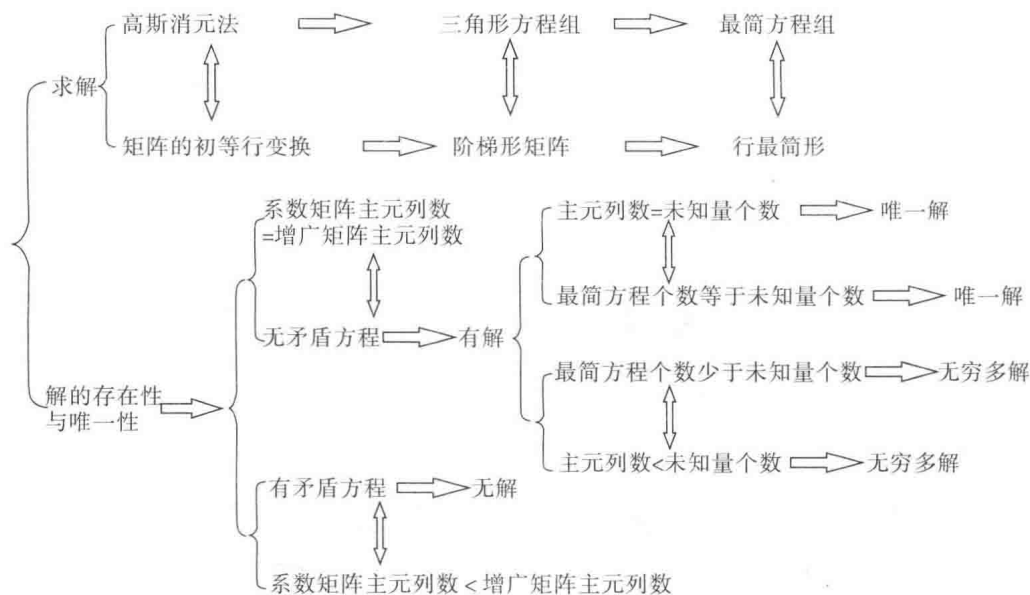 高斯消元法 三角形方程组 最简方程组
求解
矩阵的初等行变换 阶梯形矩阵 行最简形
系数矩阵主元列数
=增广矩阵主元列数
主元列数=未知量个数 唯一解
最简方程个数等于未知量个数 唯一解
无矛盾方程 有解
最简方程个数少于未知量个数 无穷多解
解的存在性
与唯一性
主元列数<未知量个数 无穷多解
有矛盾方程 无解
系数矩阵主元列数<增广矩阵主元列数